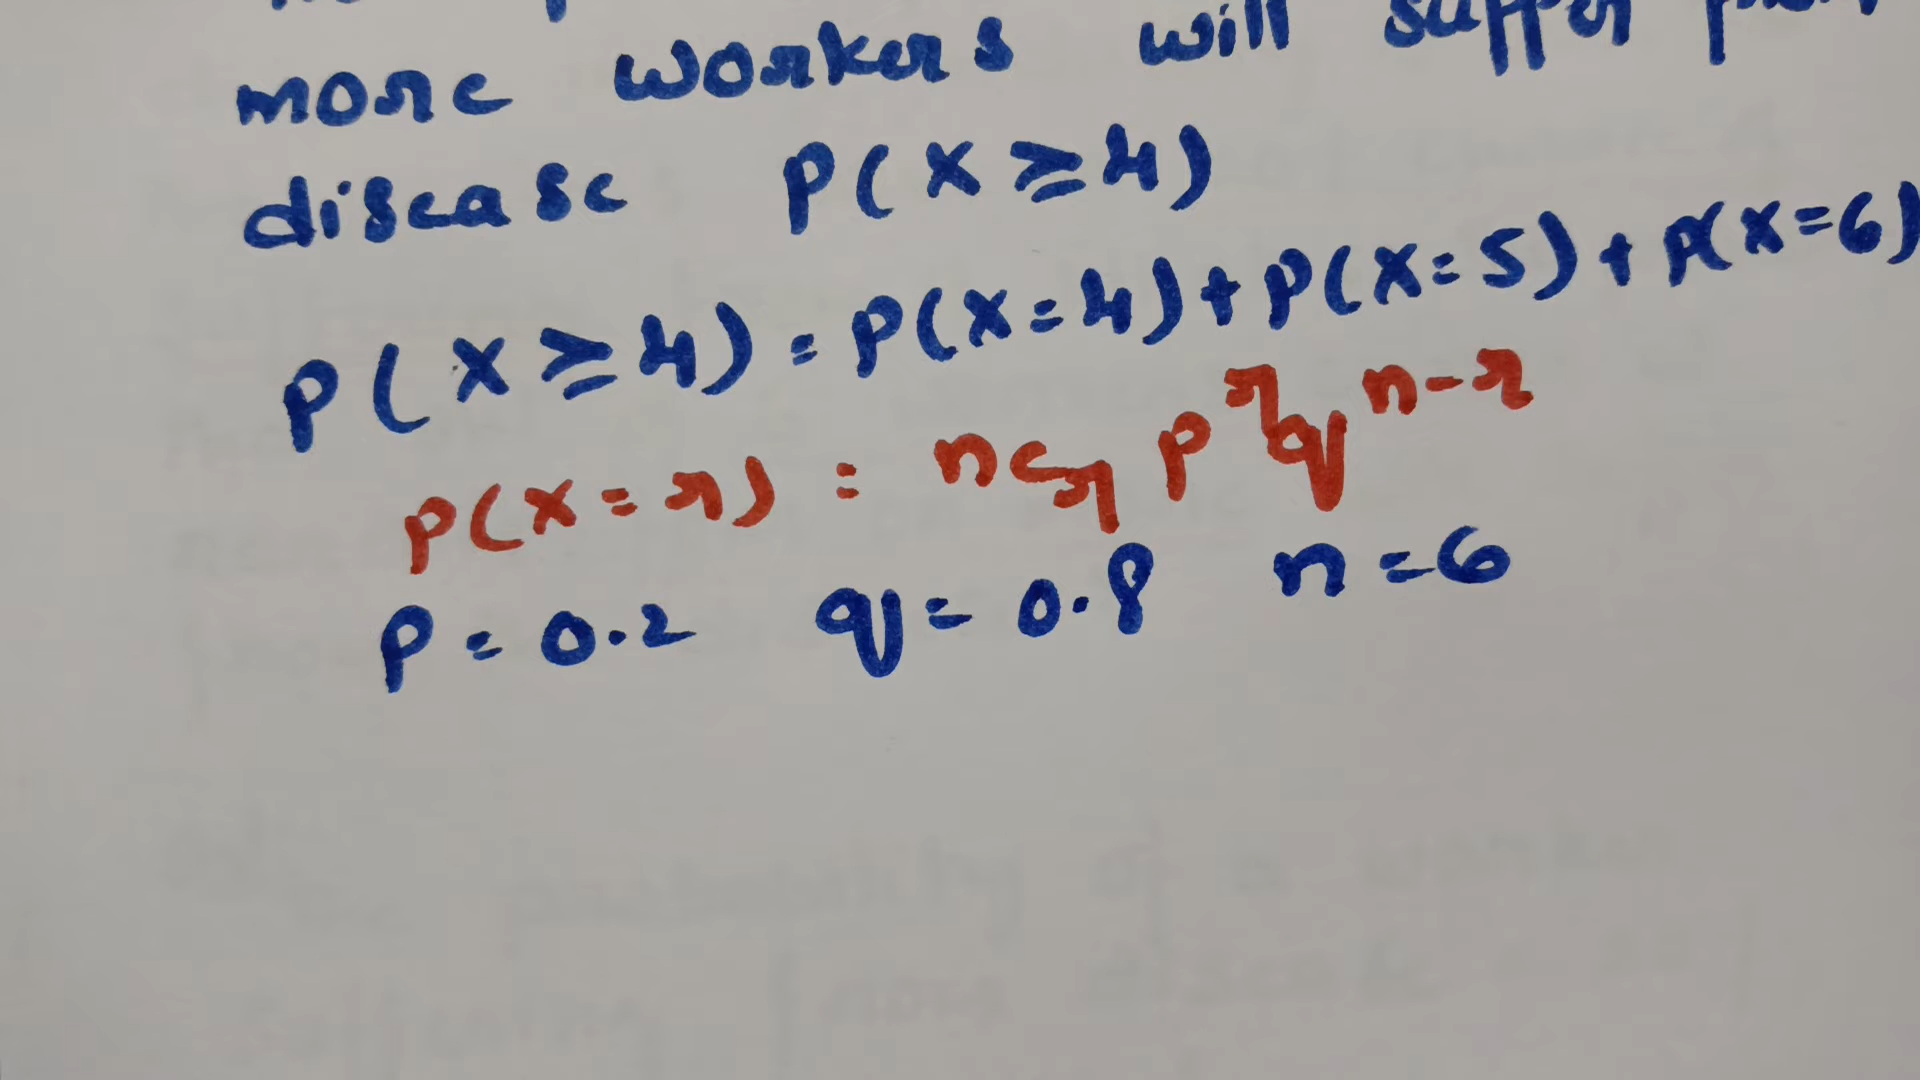 more workers will suffer
disease P(X≥4)
P(X≥4) = P(X=4)+P(X=5)+P(X=6)
P(X=r) = ncr p^r q^n-r
P = 0.2 q = 0.8 n = 6